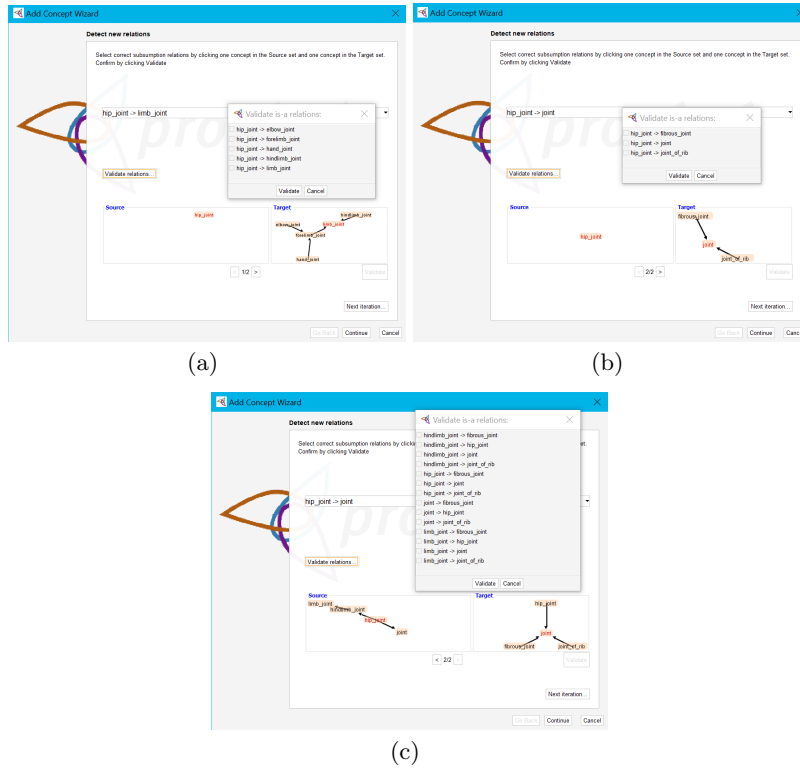 Add Concept Wizard
Detect new relations
Select correct subsumption relations by clicking one concept in the Source set and one concept in the Target set.
Confirm by clicking Validate
hip_joint -> limb_joint
Validate is-a relations:
hip_joint -> elbow_joint
hip_joint -> forelimb_joint
hip_joint -> hand_joint
hip_joint -> hindlimb_joint
hip_joint -> limb_joint
Validate Cancel
Validate relations...
Source
hip_joint
Target
hindlimb_joint
elbow_joint
limb_joint
forelimb_joint
hand_joint
< 1/2 >
Validate
Next iteration...
Go Back Continue Cancel
(a)
Add Concept Wizard
Detect new relations
Select correct subsumption relations by clicking one concept in the Source set and one concept in the Target set.
Confirm by clicking Validate
hip_joint -> joint
Validate is-a relations:
hip_joint -> fibrous_joint
hip_joint -> joint
hip_joint -> joint_of_rib
Validate Cancel
Validate relations...
Source
hip_joint
Target
fibrous_joint
joint
joint_of_rib
< 2/2 >
Validate
Next iteration...
Go Back Continue Canc
(b)
Add Concept Wizard
Detect new relations
Select correct subsumption relations by clicki
et.
Confirm by clicking Validate
hip_joint -> joint
Validate is-a relations:
hindlimb_joint -> fibrous_joint
hindlimb_joint -> hip_joint
hindlimb_joint -> joint
hindlimb_joint -> joint_of_rib
hip_joint -> fibrous_joint
hip_joint -> joint
hip_joint -> joint_of_rib
joint -> fibrous_joint
joint -> hip_joint
joint -> joint_of_rib
limb_joint -> fibrous_joint
limb_joint -> hip_joint
limb_joint -> joint
limb_joint -> joint_of_rib
Validate Cancel
Validate relations...
Source
limb_joint
hindlimb_joint
hip_joint
joint
Target
hip_joint
joint
fibrous_joint
joint_of_rib
< 2/2 >
Validate
Next iteration...
Go Back Continue Cancel
(c)